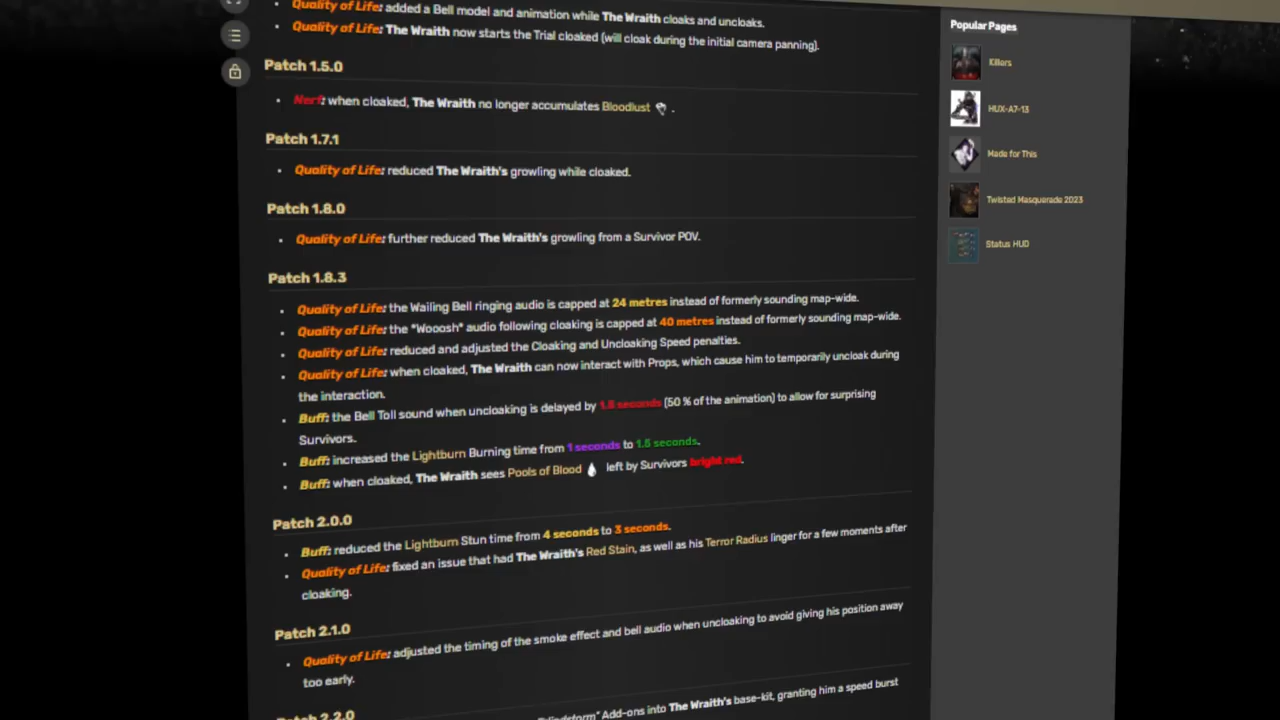 Quality of Life: added a Bell model and animation while The Wraith cloaks and uncloaks.
Quality of Life: The Wraith now starts the Trial cloaked (will cloak during the initial camera panning).
Patch 1.5.0
Nerf: when cloaked, The Wraith no longer accumulates Bloodlust .
Patch 1.7.1
Quality of Life: reduced The Wraith's growling while cloaked.
Patch 1.8.0
Quality of Life: further reduced The Wraith's growling from a Survivor POV.
Patch 1.8.3
Quality of Life: the Wailing Bell ringing audio is capped at 24 metres instead of formerly sounding map-wide.
Quality of Life: the *Wooosh* audio following cloaking is capped at 40 metres instead of formerly sounding map-wide.
Quality of Life: reduced and adjusted the Cloaking and Uncloaking Speed penalties.
Quality of Life: when cloaked, The Wraith can now interact with Props, which cause him to temporarily uncloak during
the interaction.
Buff: the Bell Toll sound when uncloaking is delayed by 1.5 seconds (50 % of the animation) to allow for surprising
Survivors.
Buff: increased the Lightburn Burning time from 1 seconds to 1.5 seconds.
Buff: when cloaked, The Wraith sees Pools of Blood left by Survivors bright red.
Patch 2.0.0
Buff: reduced the Lightburn Stun time from 4 seconds to 3 seconds.
Quality of Life: fixed an issue that had The Wraith's Red Stain, as well as his Terror Radius linger for a few moments after
cloaking.
Patch 2.1.0
Quality of Life: adjusted the timing of the smoke effect and bell audio when uncloaking to avoid giving his position away
too early.
Patch 2.2.0
Add-ons into The Wraith's base-kit, granting him a speed burst
Popular Pages
Killers
HUX-A7-13
Made for This
Twisted Masquerade 2023
Status HUD